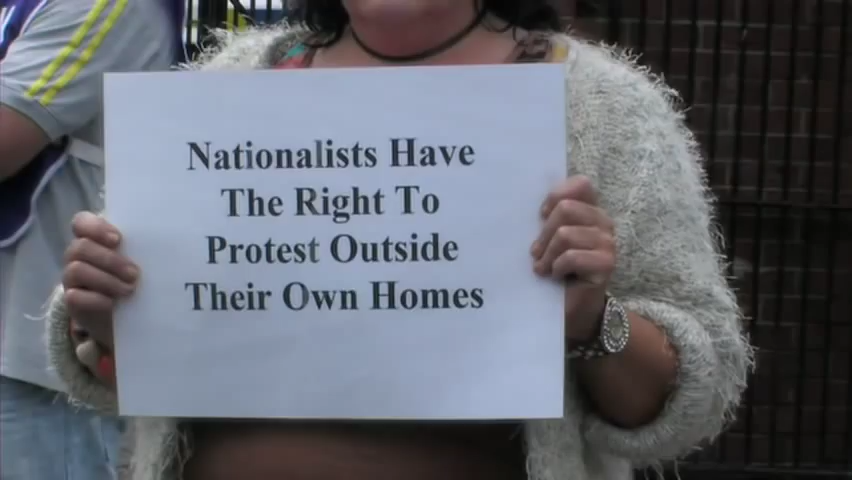 Nationalists Have
The Right To
Protest Outside
Their Own Homes